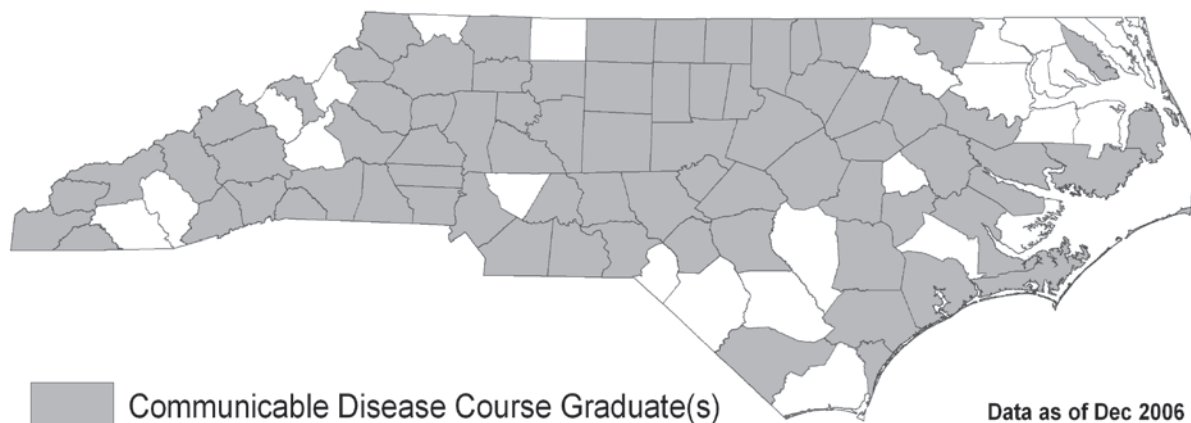 Communicable Disease Course Graduate(s)
Data as of Dec 2006